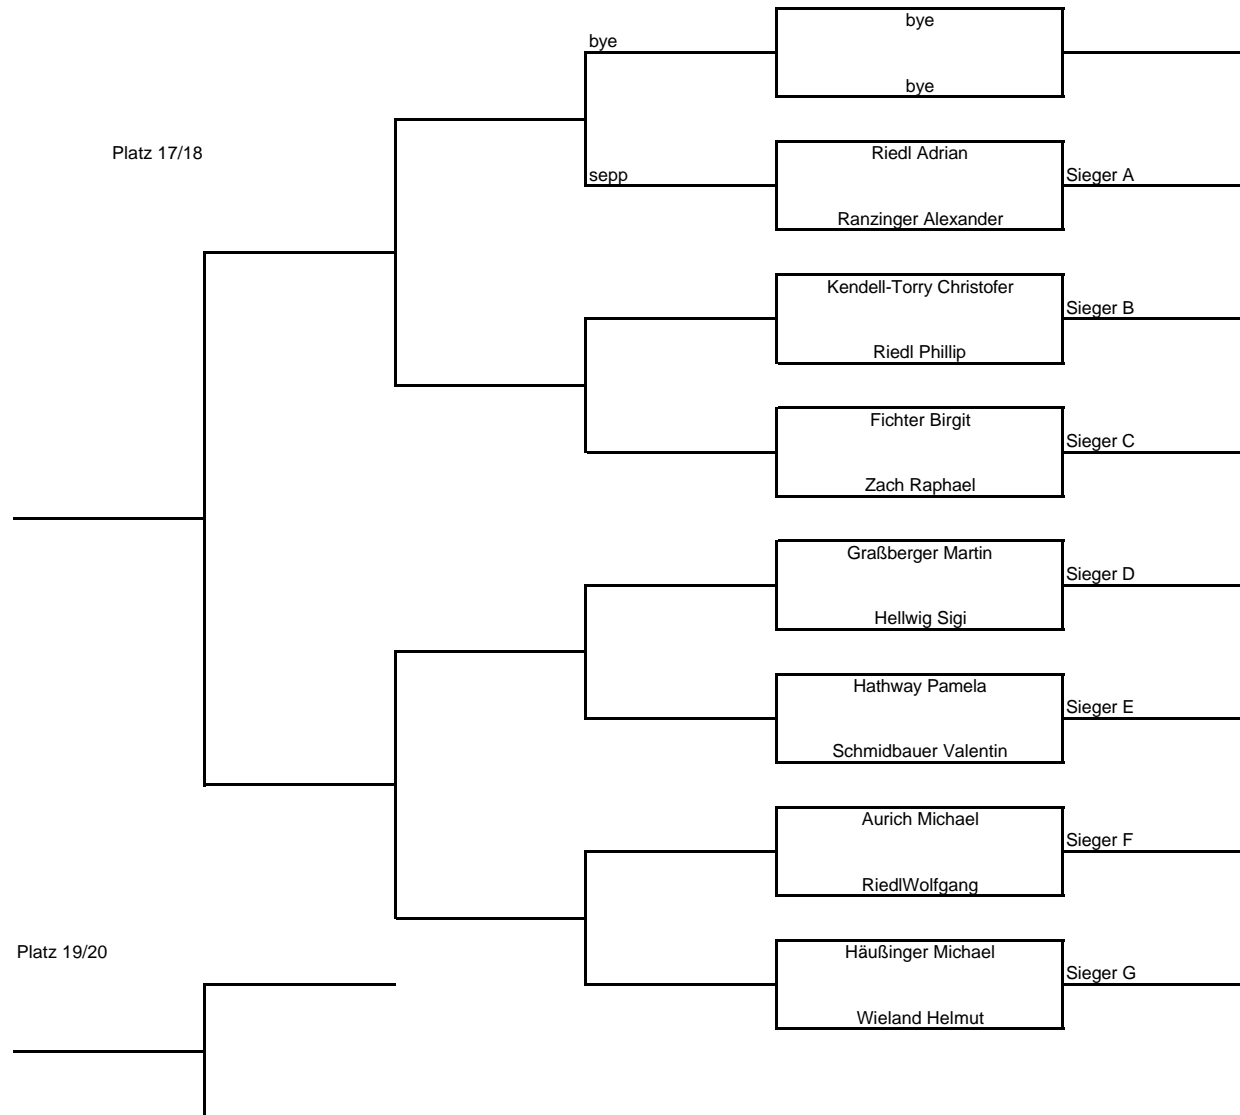 bye
bye
bye
Platz 17/18
Riedl Adrian
sepp
Sieger A
Ranzinger Alexander
Kendell-Torry Christofer
Sieger B
Riedl Phillip
Fichter Birgit
Sieger C
Zach Raphael
Graßberger Martin
Sieger D
Hellwig Sigi
Hathway Pamela
Sieger E
Schmidbauer Valentin
Aurich Michael
Sieger F
RiedlWolfgang
Platz 19/20
Häußinger Michael
Sieger G
Wieland Helmut